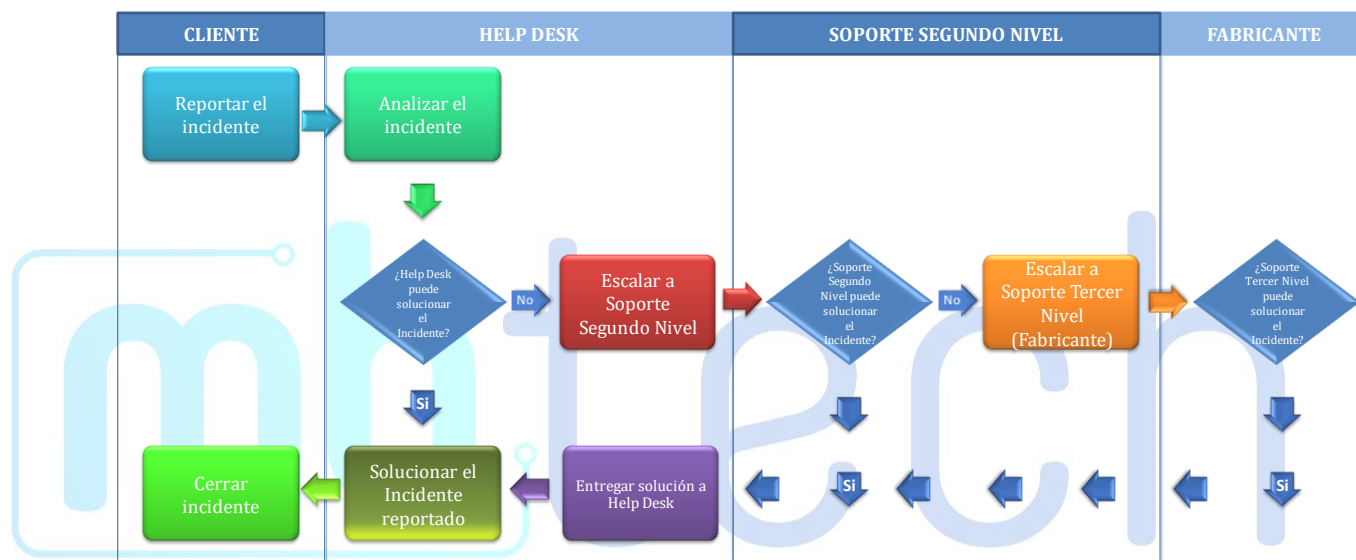 CLIENTE
HELP DESK
SOPORTE SEGUNDO NIVEL
FABRICANTE
Reportar el
incidente
Analizar el
incidente
¿Help Desk
puede
solucionar
el
Incidente?
No
Escalar a
Soporte
Segundo Nivel
¿Soporte
Segundo
Nivel puede
solucionar
el
Incidente?
No
Escalar a
Soporte Tercer
Nivel
(Fabricante)
¿Soporte
Tercer Nivel
puede
solucionar
el
Incidente?
Si
Cerrar
incidente
Solucionar el
Incidente
reportado
Entregar solución a
Help Desk
Si
Si
mhtech